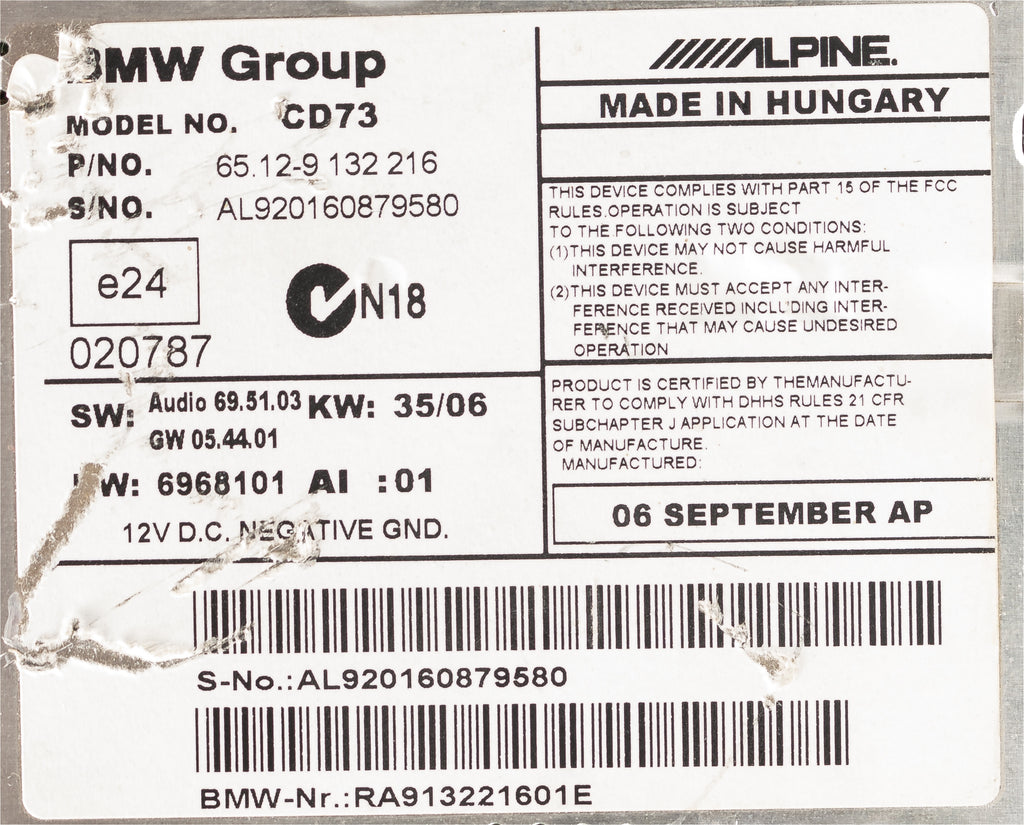 BMW Group
MODEL NO. CD73
P/NO. 65.12-9 132 216
S/NO. AL920160879580
e24
N18
020787
SW: Audio 69.51.03 KW: 35/06
GW 05.44.01
HW: 6968101 AI :01
12V D.C. NEGATIVE GND.
ALPINE.
MADE IN HUNGARY
THIS DEVICE COMPLIES WITH PART 15 OF THE FCC
RULES.OPERATION IS SUBJECT
TO THE FOLLOWING TWO CONDITIONS:
(1)THIS DEVICE MAY NOT CAUSE HARMFUL
INTERFERENCE.
(2)THIS DEVICE MUST ACCEPT ANY INTER-
FERENCE RECEIVED INCLUDING INTER-
FERENCE THAT MAY CAUSE UNDESIRED
OPERATION
PRODUCT IS CERTIFIED BY THEMANUFACTU-
RER TO COMPLY WITH DHHS RULES 21 CFR
SUBCHAPTER J APPLICATION AT THE DATE
OF MANUFACTURE.
MANUFACTURED:
06 SEPTEMBER AP
S-No.:AL920160879580
BMW-Nr.:RA913221601E